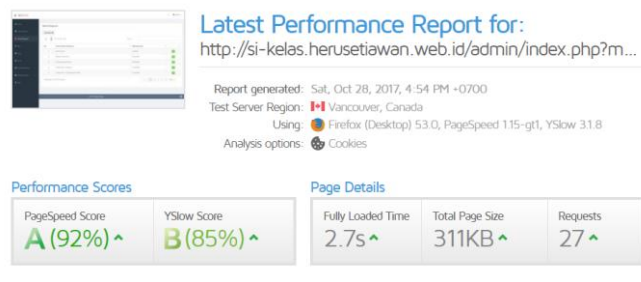 Latest Performance Report for:
http://si-kelas.herusetiawan.web.id/admin/index.php?m...
Report generated: Sat, Oct 28, 2017, 4:54 PM +0700
Test Server Region: Vancouver, Canada
Using: Firefox (Desktop) 53.0, PageSpeed 1.15-gt1, YSlow 3.1.8
Analysis options: Cookies
Performance Scores
PageSpeed Score
A (92%)
YSlow Score
B (85%)
Page Details
Fully Loaded Time
2.7s
Total Page Size
311KB
Requests
27